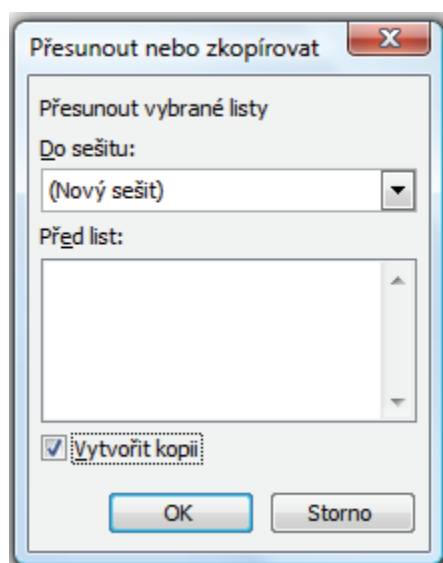 Přesunout nebo zkopírovat
Přesunout vybrané listy
Do sešitu:
(Nový sešit)
Před list:
Vytvořit kopii
OK
Storno